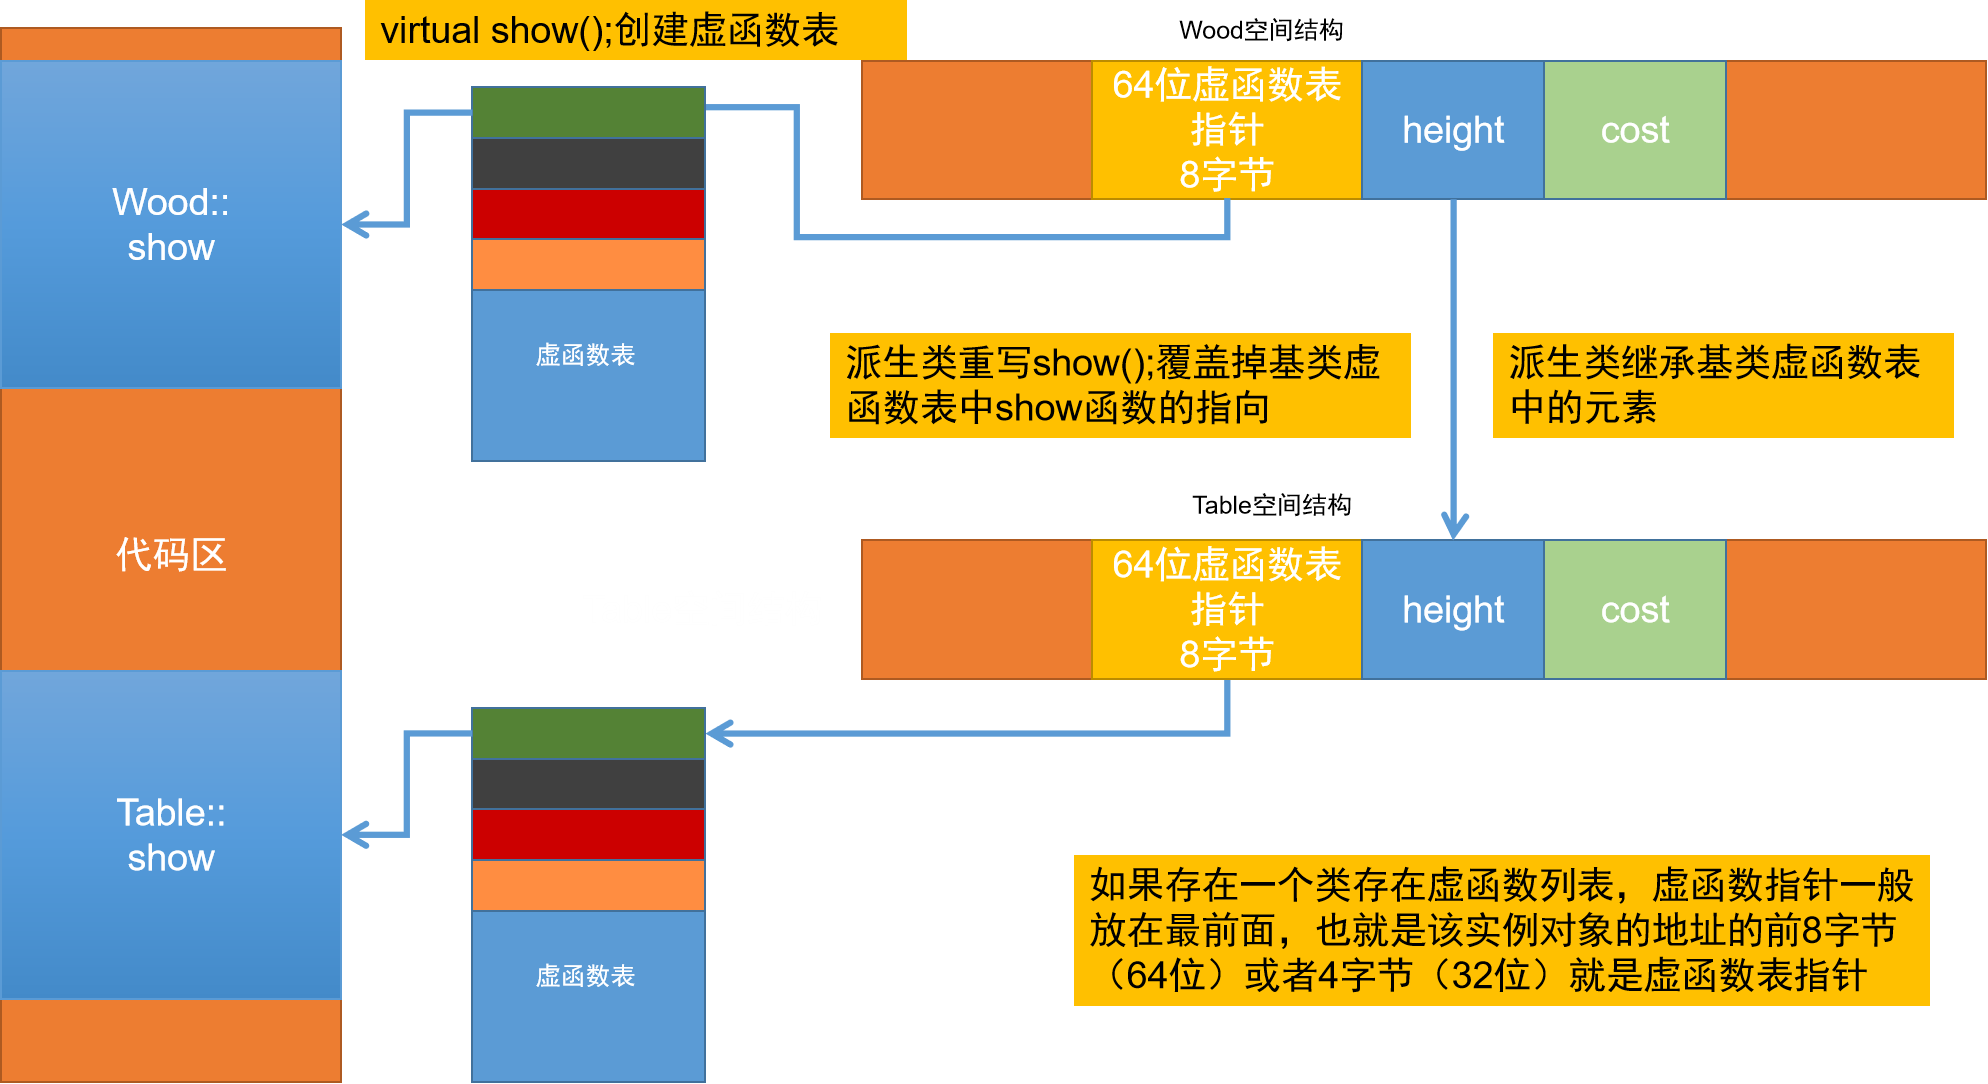 virtual show();创建虚函数表
Wood空间结构
64位虚函数表
指针
8字节
height
cost
Wood::
show
虚函数表
派生类重写show();覆盖掉基类虚
函数表中show函数的指向
派生类继承基类虚函数表
中的元素
代码区
Table空间结构
64位虚函数表
指针
8字节
height
cost
Table::
show
虚函数表
如果存在一个类存在虚函数列表，虚函数指针一般
放在最前面，也就是该实例对象的地址的前8字节
（64位）或者4字节（32位）就是虚函数表指针